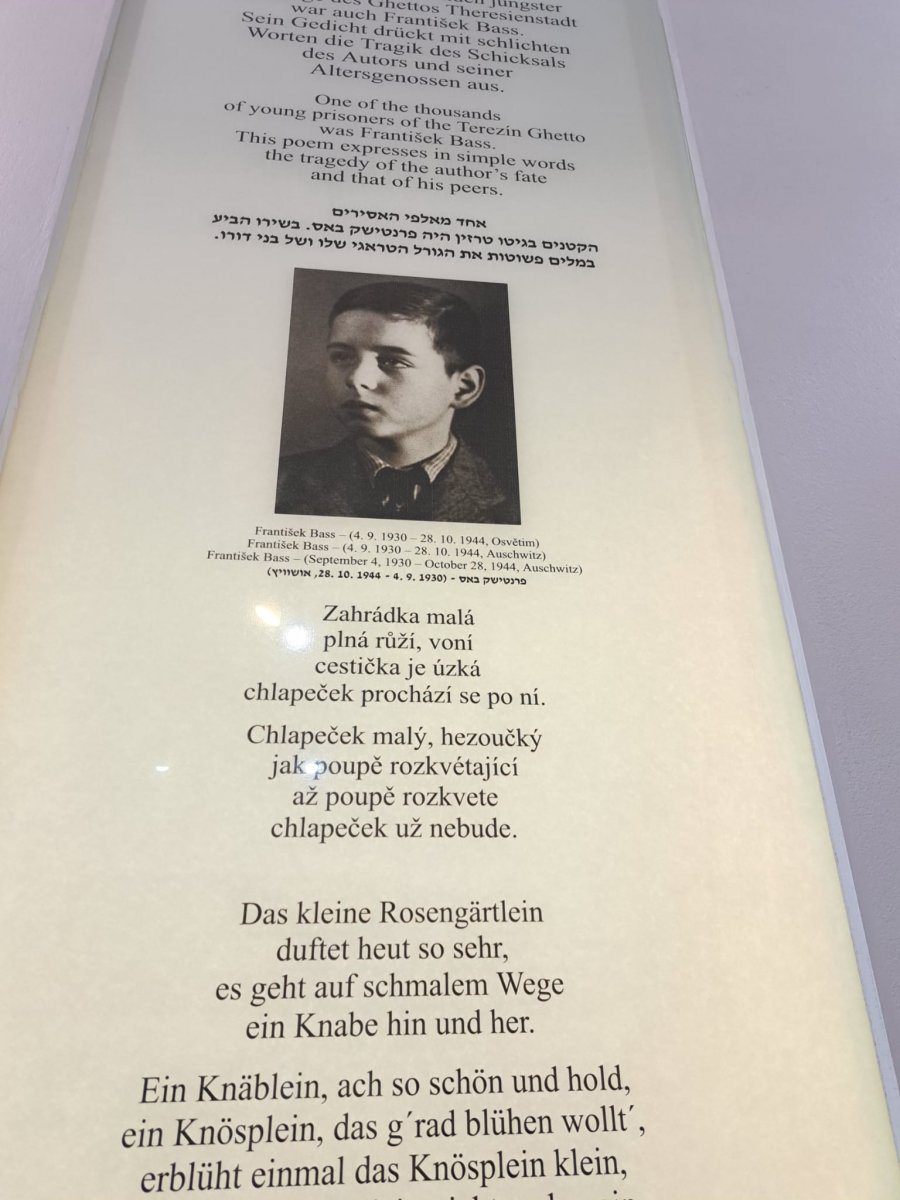 jüngster
des Ghettos Theresienstadt
war auch František Bass.
Sein Gedicht drückt mit schlichten
Worten die Tragik des Schicksals
des Autors und seiner
Altersgenossen aus.
One of the thousands
of young prisoners of the Terezín Ghetto
was František Bass.
This poem expresses in simple words
the tragedy of the author's fate
and that of his peers.
אחד מאלפי האסירים
הקטנים בגיטו טרזין היה פרנטישק באס. בשירו הביע
במלים פשוטות את הגורל הטראגי שלו ושל בני דורו.
František Bass – (4. 9. 1930 – 28. 10. 1944, Osvětim)
František Bass – (4. 9. 1930 – 28. 10. 1944, Auschwitz)
František Bass – (September 4, 1930 – October 28, 1944, Auschwitz)
פרנטישק באס - (4. 9. 1930 - 28. 10. 1944, אושוויץ)
Zahrádka malá
plná růží, voní
cestička je úzká
chlapeček prochází se po ní.
Chlapeček malý, hezoučký
jak poupě rozkvétající
až poupě rozkvete
chlapeček už nebude.
Das kleine Rosengärtlein
duftet heut so sehr,
es geht auf schmalem Wege
ein Knabe hin und her.
Ein Knäblein, ach so schön und hold,
ein Knösplein, das g´rad blühen wollt´,
erblüht einmal das Knösplein klein,